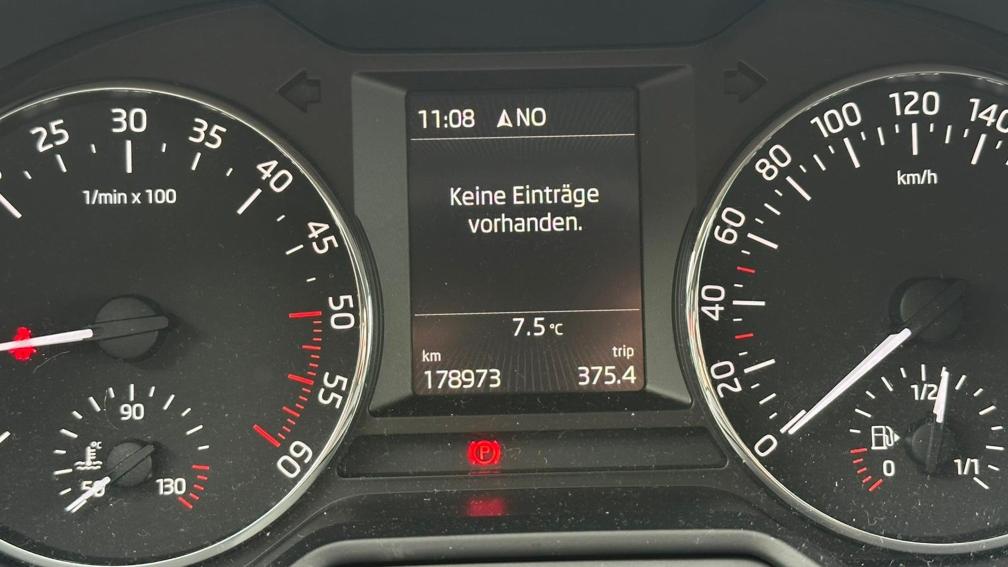 25
30
35
40
45
50
55
60
1/min x 100
50
90
130
°C
11:08 NO
Keine Einträge
vorhanden.
7.5 °C
km trip
178973 375.4
P
0
20
40
60
80
100
120
140
km/h
0
1/2
1/1